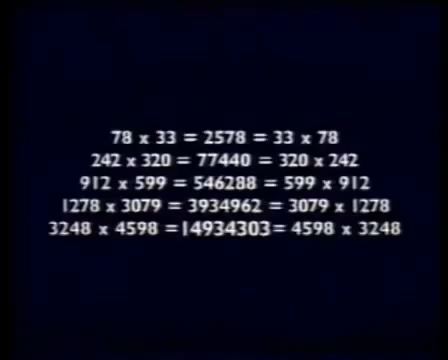 78 x 33 = 2578 = 33 x 78
242 x 320 = 77440 = 320 x 242
912 x 599 = 546288 = 599 x 912
1278 x 3079 = 3934962 = 3079 x 1278
3248 x 4598 =14934303= 4598 x 3248